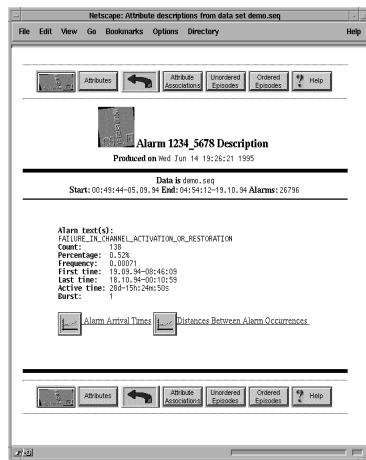 Netscape: Attribute descriptions from data set demo.seq
File Edit View Go Bookmarks Options Directory Help
Attributes Attribute Associations Unordered Episodes Ordered Episodes ? Help
Alarm 1234_5678 Description
Produced on Wed Jun 14 19:26:21 1995
Data is demo.seq
Start: 00:49:44-05.09.94 End: 04:54:12-19.10.94 Alarms: 26796
Alarm text(s):
FAILURE_IN_CHANNEL_ACTIVATION_OR_RESTORATION
Count: 138
Percentage: 0.52%
Frequency: 0.00071
First time: 19.09.94-08:46:09
Last time: 18.10.94-00:10:59
Active time: 28d-15h:24m:50s
Burst: 1
Alarm Arrival Times Distances Between Alarm Occurrences
Attributes Attribute Associations Unordered Episodes Ordered Episodes ? Help